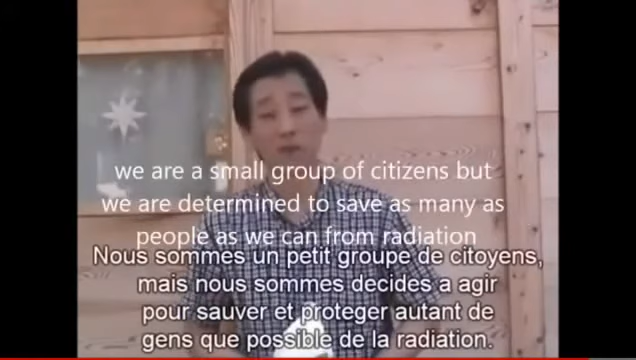 we are a small group of citizens but
we are determined to save as many as
people as we can from radiation
Nous sommes un petit groupe de citoyens,
mais nous sommes decides a agir
pour sauver et proteger autant de
gens que possible de la radiation.